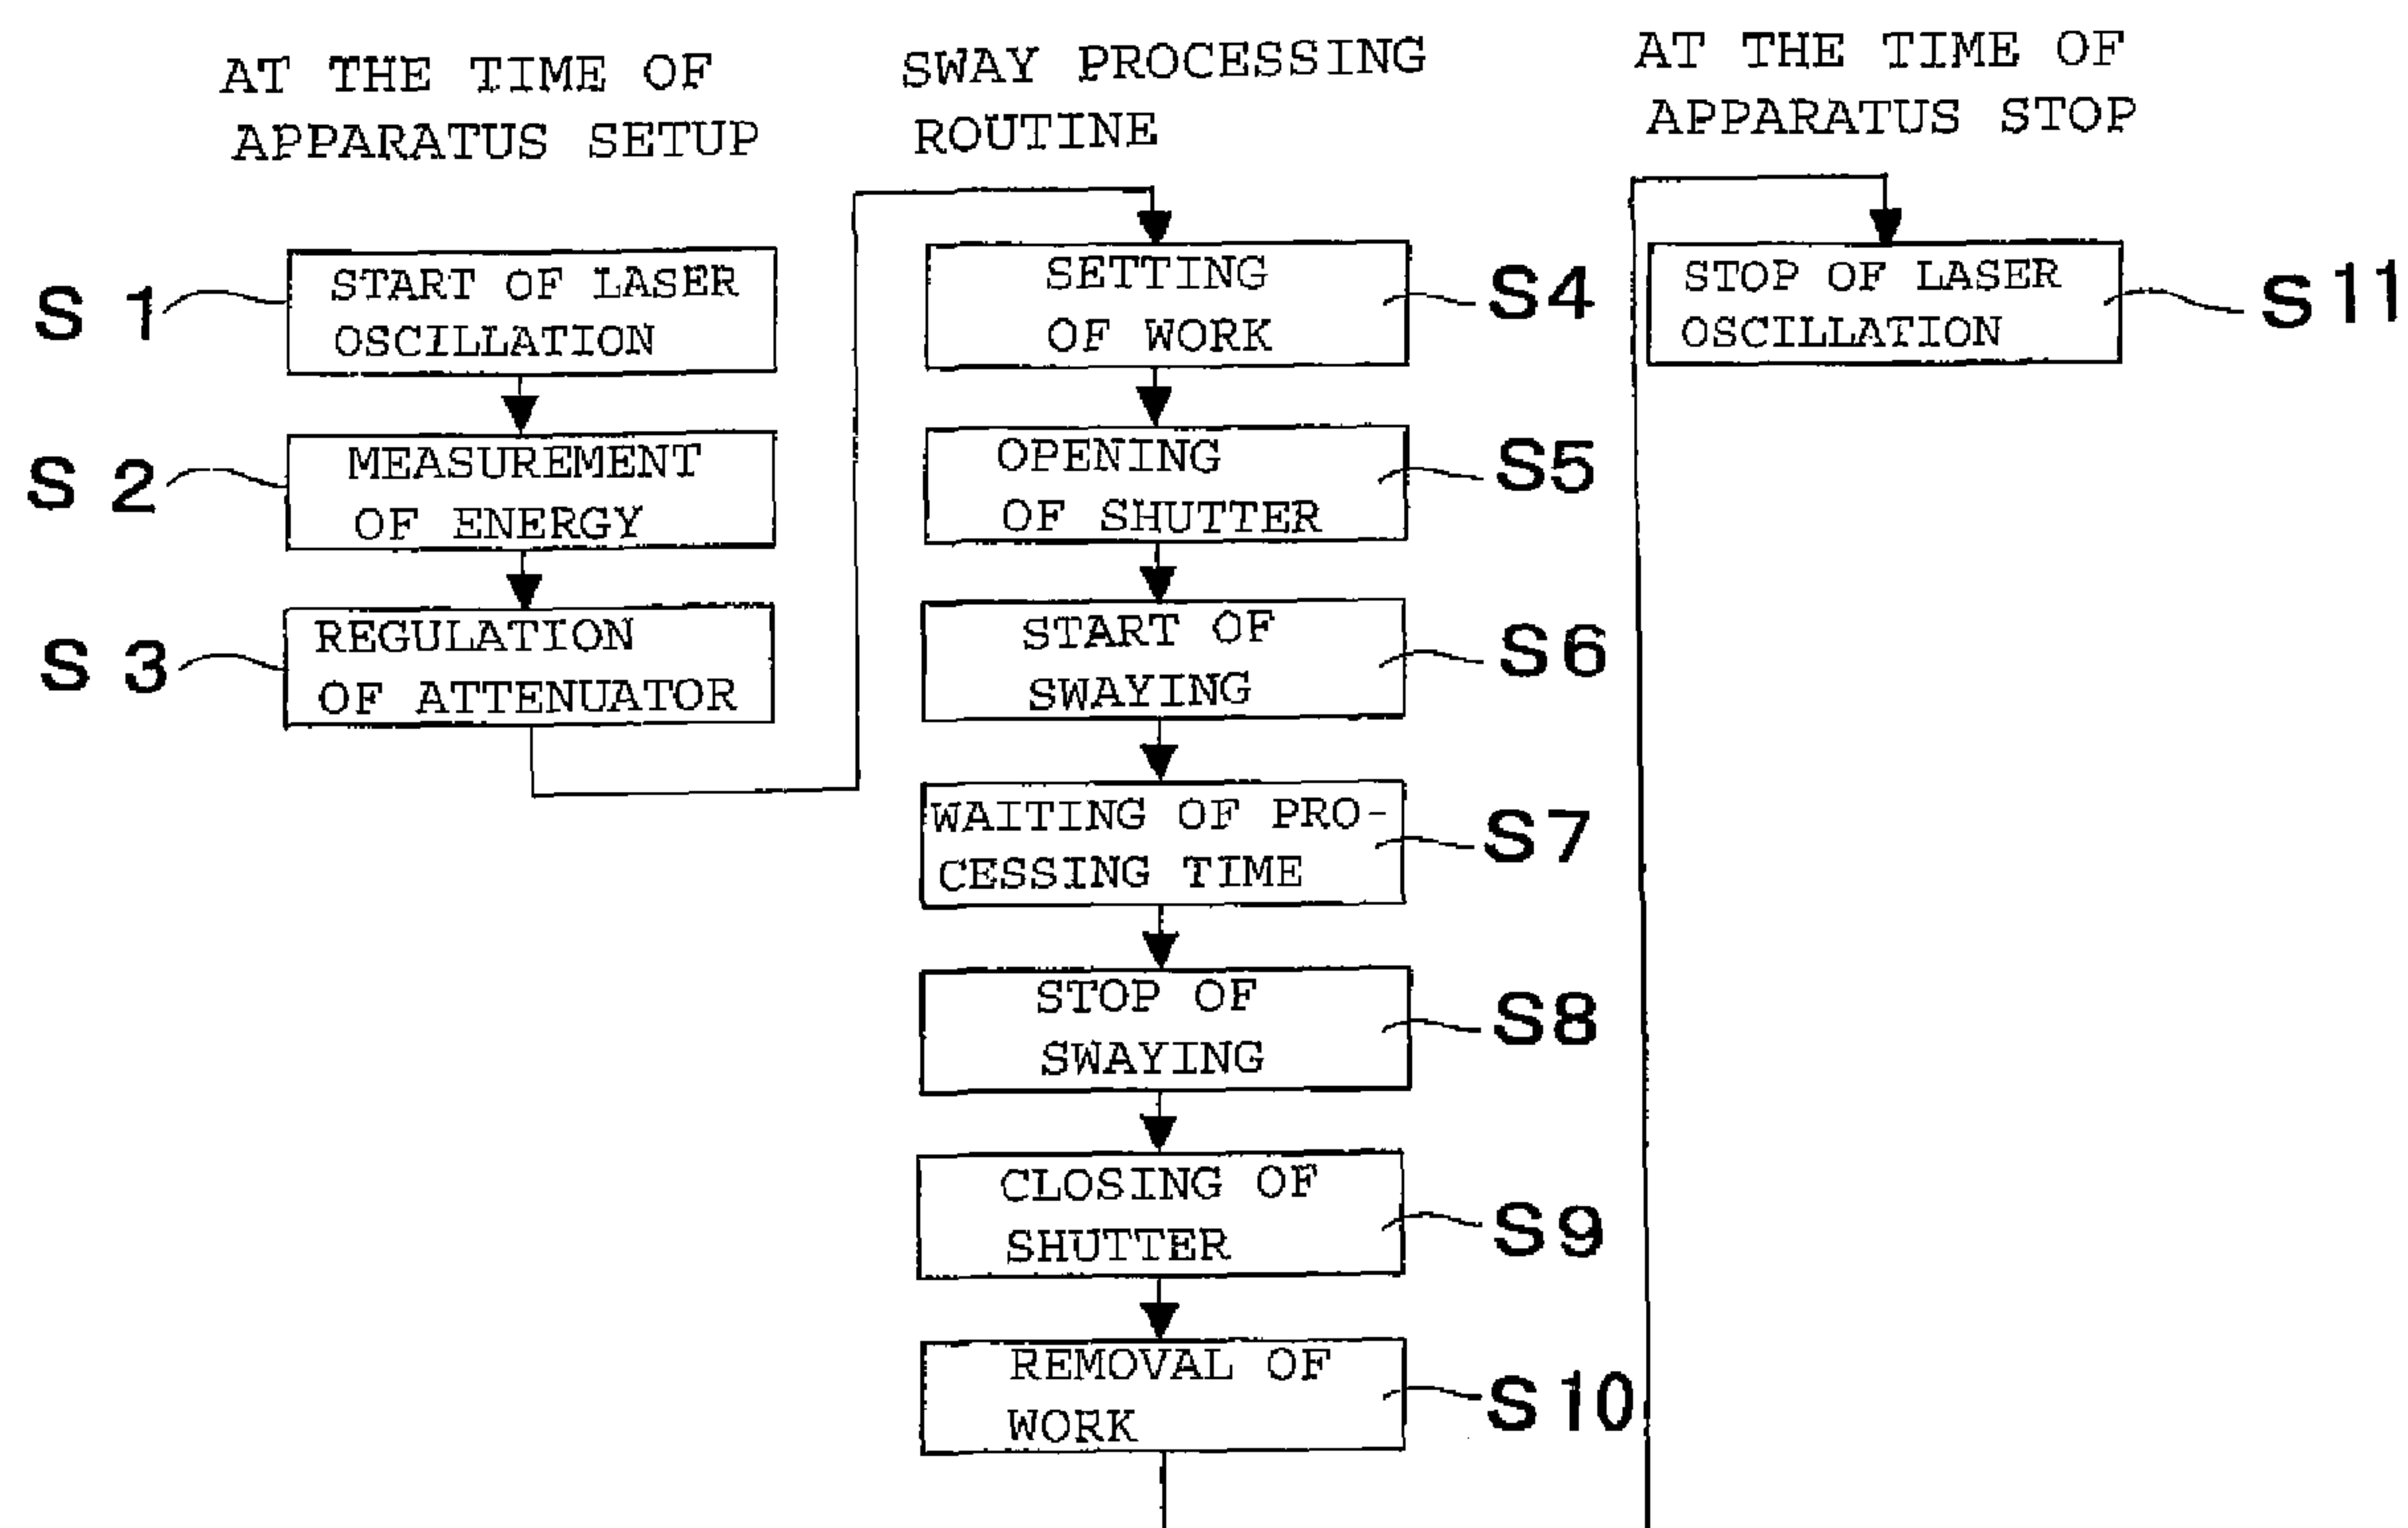 AT THE TIME OF
APPARATUS SETUP
S 1
START OF LASER
OSCILLATION
S 2
MEASUREMENT
OF ENERGY
S 3
REGULATION
OF ATTENUATOR
SWAY PROCESSING
ROUTINE
SETTING
OF WORK
S4
OPENING
OF SHUTTER
S5
START OF
SWAYING
S6
WAITING OF PRO-
CESSING TIME
S7
STOP OF
SWAYING
S8
CLOSING OF
SHUTTER
S9
REMOVAL OF
WORK
S10
AT THE TIME OF
APPARATUS STOP
STOP OF LASER
OSCILLATION
S11